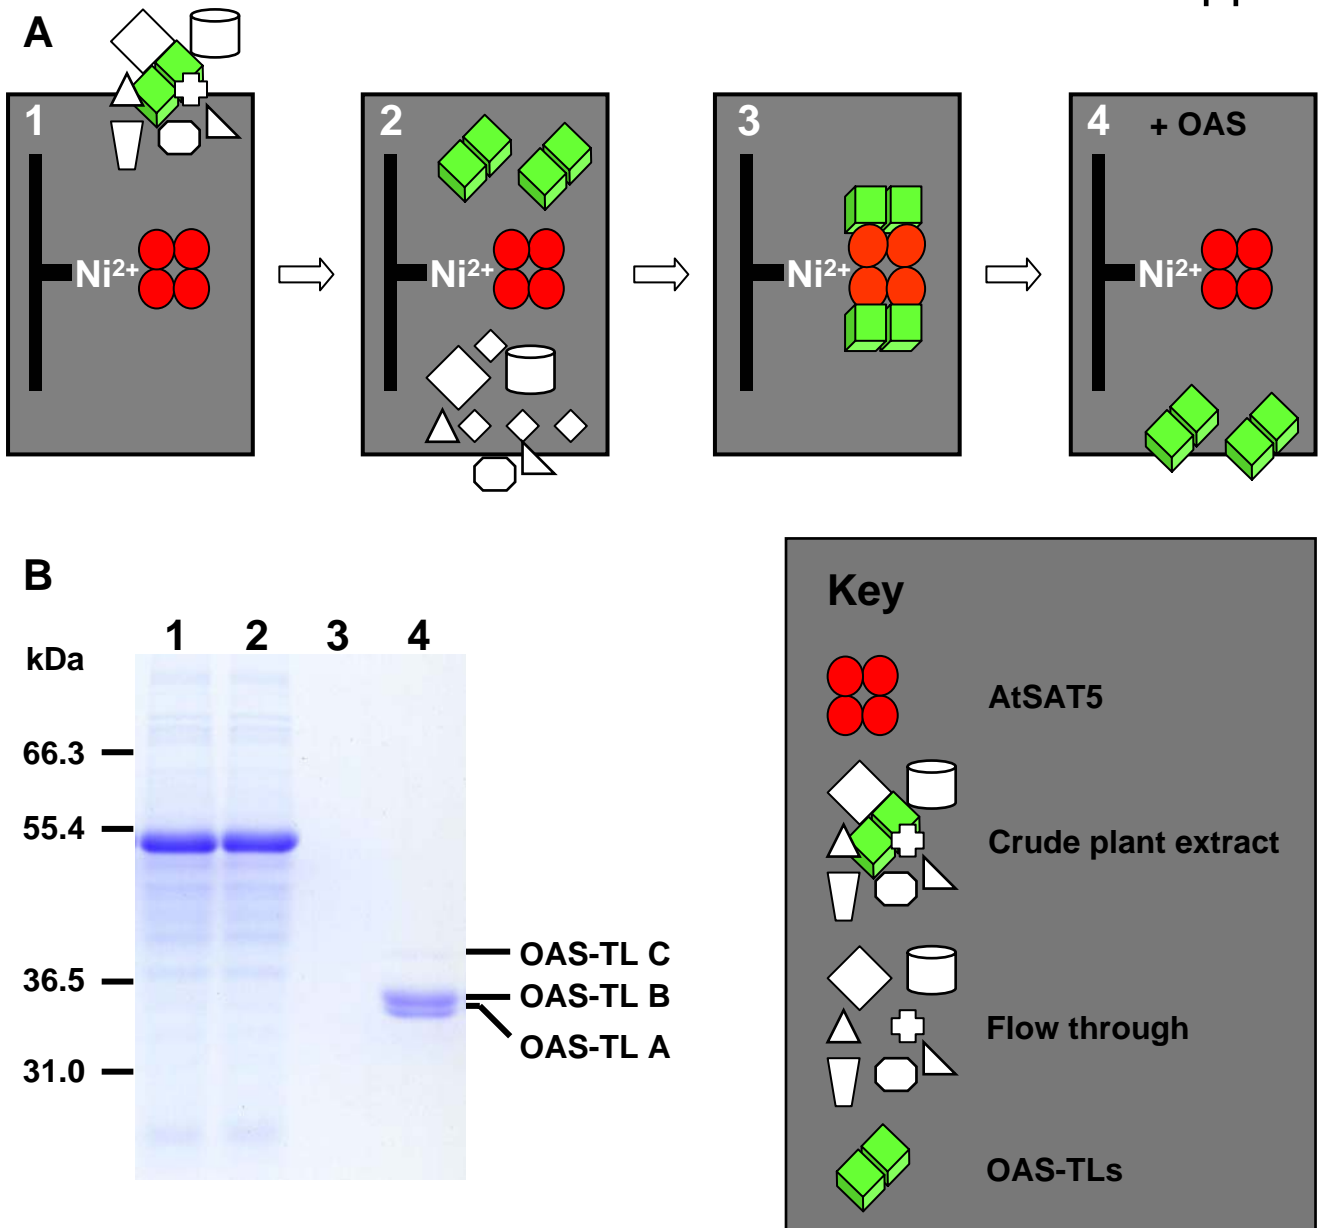 A
1
2
3
4 + OAS
Ni2+
Ni2+
Ni2+
Ni2+
B
1 2 3 4
kDa
66.3
55.4
36.5
31.0
OAS-TL C
OAS-TL B
OAS-TL A
Key
AtSAT5
Crude plant extract
Flow through
OAS-TLs